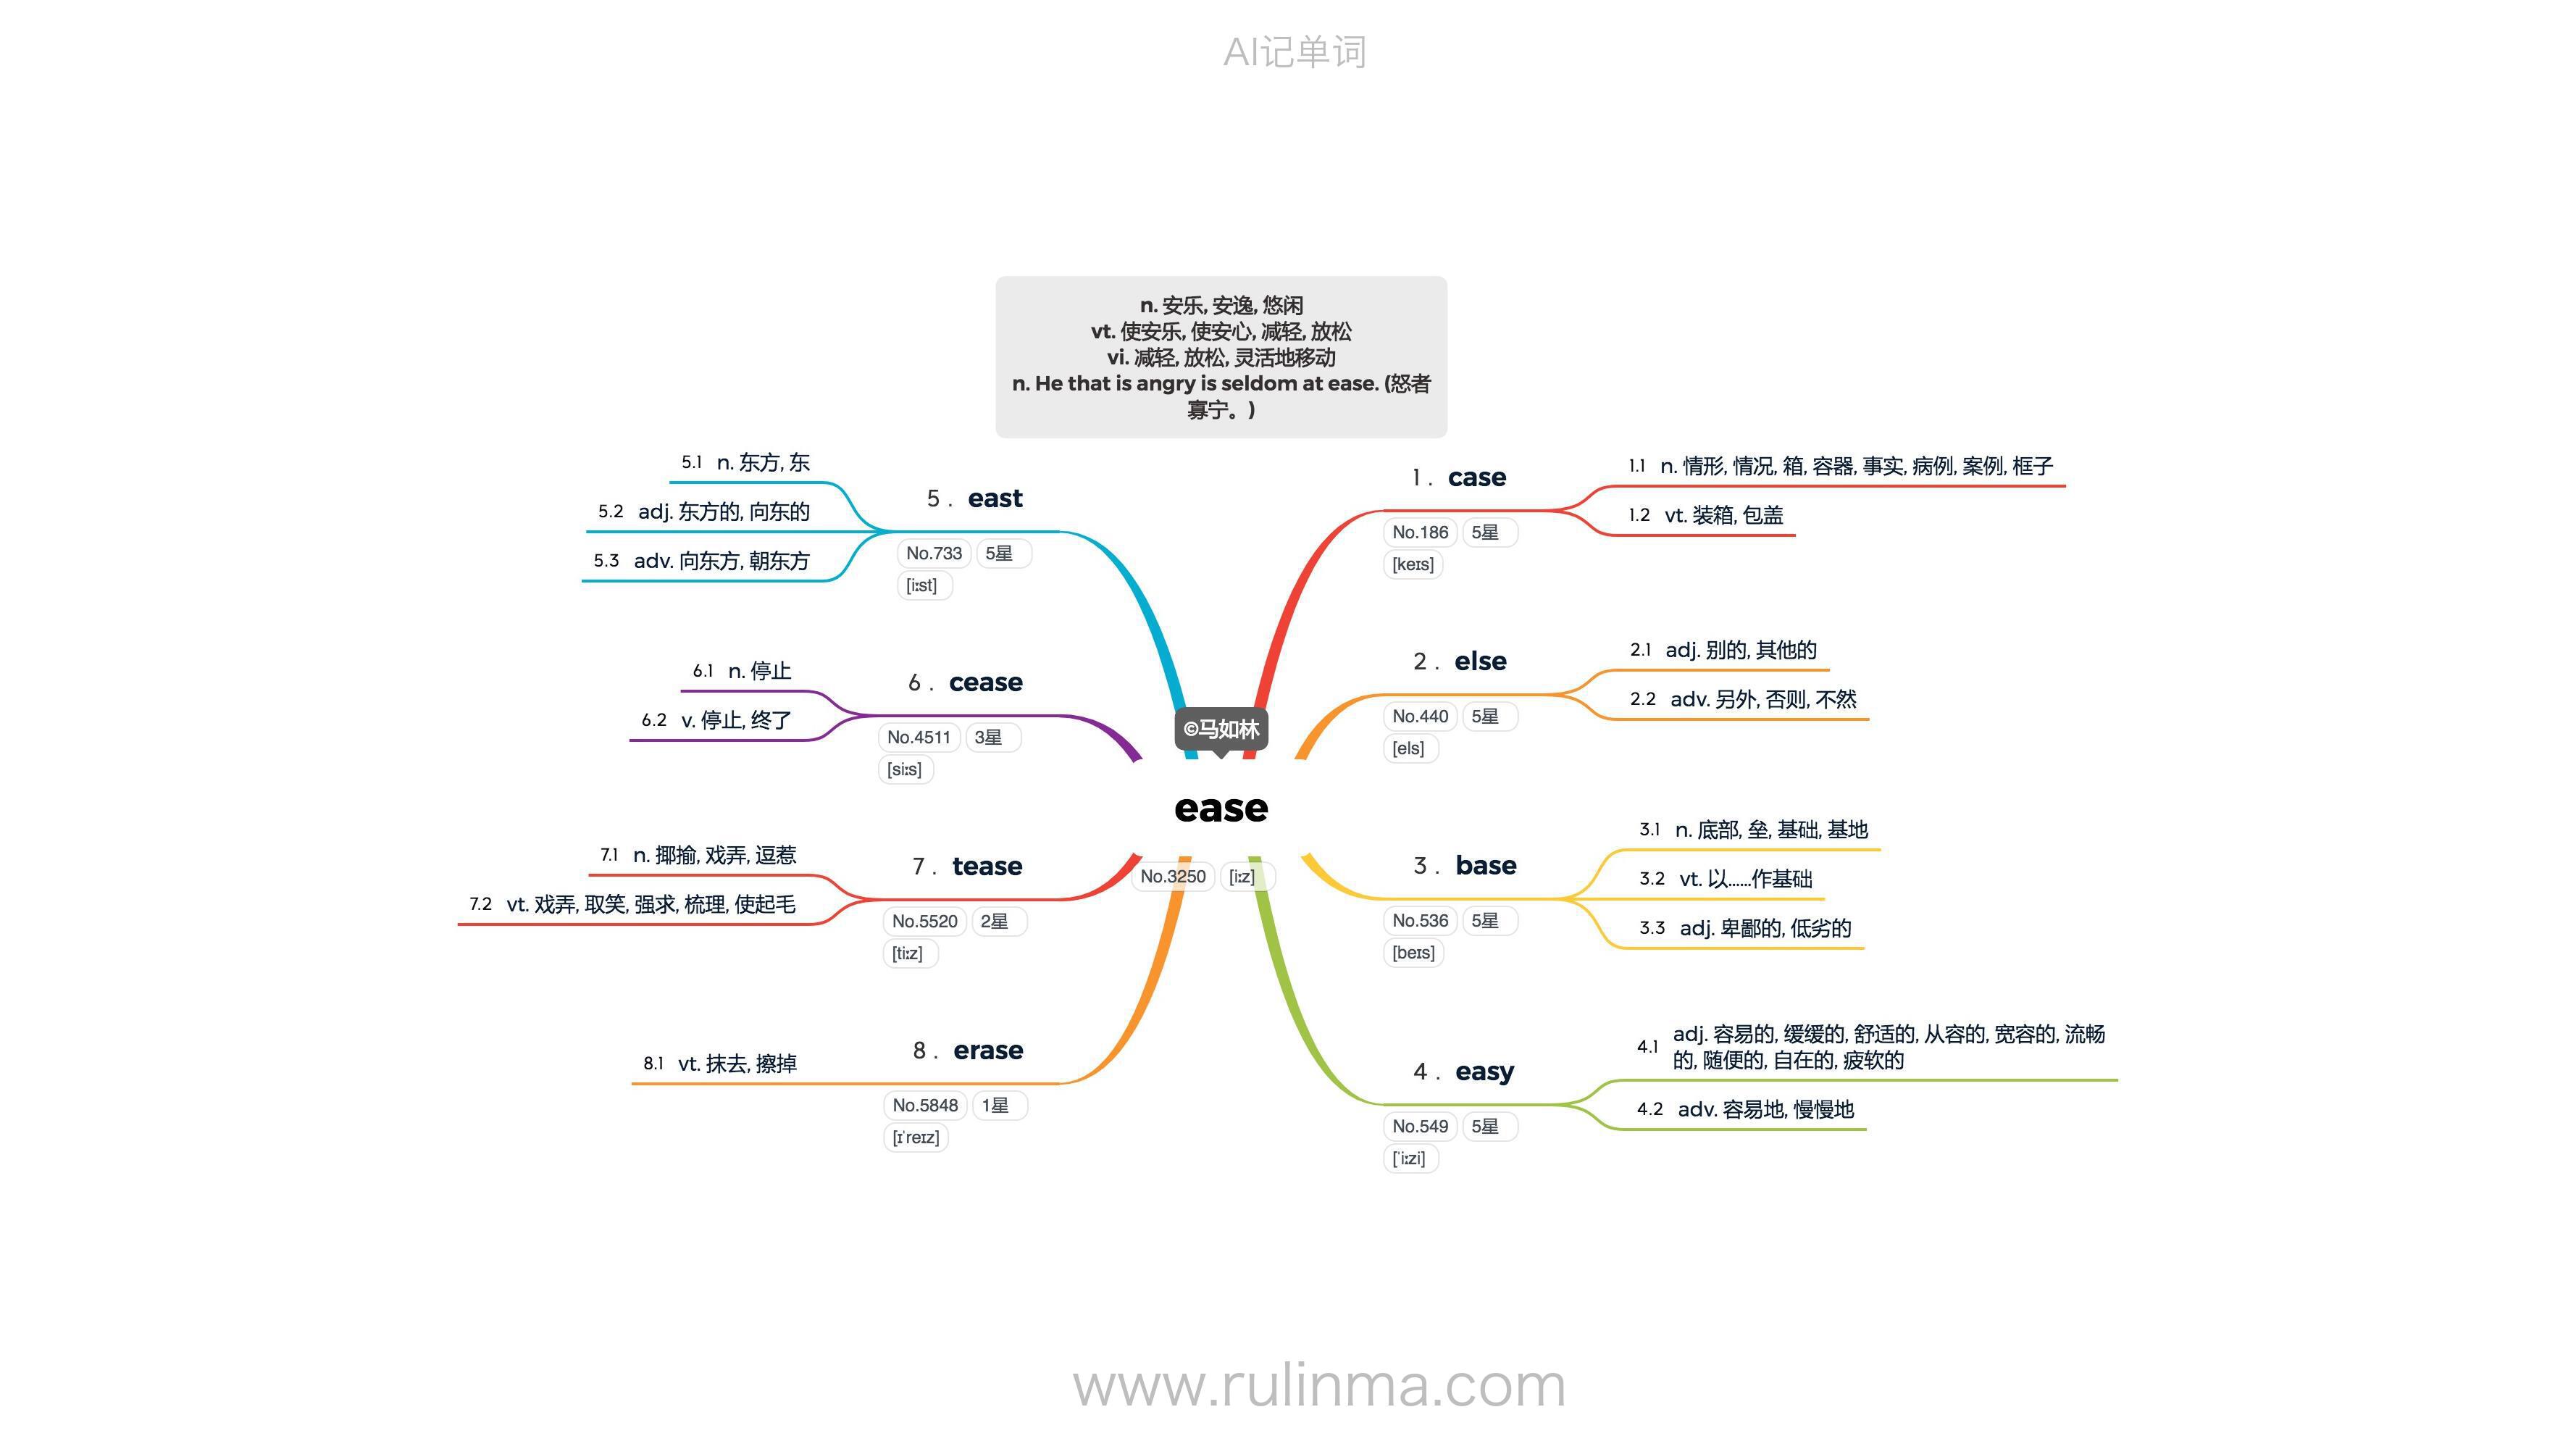 AI记单词
n. 安乐, 安逸, 悠闲
vt. 使安乐, 使安心, 减轻, 放松
vi. 减轻, 放松, 灵活地移动
n. He that is angry is seldom at ease. (怒者
寡宁。)
©马如林
ease
No.3250 [i:z]
1 . case
No.186 5星
[keɪs]
1.1 n. 情形, 情况, 箱, 容器, 事实, 病例, 案例, 框子
1.2 vt. 装箱, 包盖
2 . else
No.440 5星
[els]
2.1 adj. 别的, 其他的
2.2 adv. 另外, 否则, 不然
3 . base
No.536 5星
[beɪs]
3.1 n. 底部, 垒, 基础, 基地
3.2 vt. 以......作基础
3.3 adj. 卑鄙的, 低劣的
4 . easy
No.549 5星
[ˈi:zi]
4.1 adj. 容易的, 缓缓的, 舒适的, 从容的, 宽容的, 流畅
的, 随便的, 自在的, 疲软的
4.2 adv. 容易地, 慢慢地
5 . east
No.733 5星
[i:st]
5.1 n. 东方, 东
5.2 adj. 东方的, 向东的
5.3 adv. 向东方, 朝东方
6 . cease
No.4511 3星
[si:s]
6.1 n. 停止
6.2 v. 停止, 终了
7 . tease
No.5520 2星
[ti:z]
7.1 n. 揶揄, 戏弄, 逗惹
7.2 vt. 戏弄, 取笑, 强求, 梳理, 使起毛
8 . erase
No.5848 1星
[ɪˈreɪz]
8.1 vt. 抹去, 擦掉
www.rulinma.com